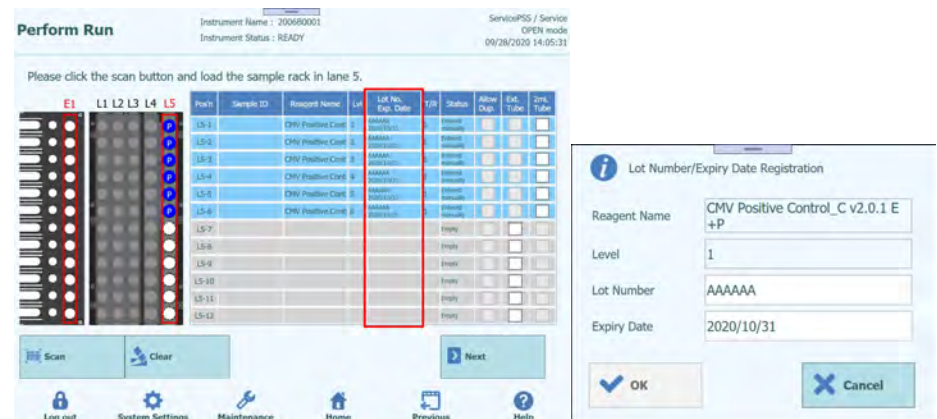 Perform Run
Instrument Name : 200680001
Instrument Status : READY
ServicePSS / Service
OPEN mode
09/28/2020 14:05:31
Please click the scan button and load the sample rack in lane 5.
E1 L1 L2 L3 L4 L5
Pos'n Sample ID Reagent Name Lvl Lot No. Exp. Date T/R Status Allow Dup. Ext. Tube 2mL Tube
L5-1 CMV Positive Cont 1 AAAAAA
L5-2 CMV Positive Cont 2 AAAAAA
L5-3 CMV Positive Cont 3 AAAAAA
L5-4 CMV Positive Cont 4 AAAAAA
L5-5 CMV Positive Cont 5 AAAAAA
L5-6 CMV Positive Cont 6 AAAAAA
L5-7 Empty
L5-8 Empty
L5-9 Empty
L5-10 Empty
L5-11 Empty
L5-12 Empty
P
P
P
P
P
P
Scan
Clear
Next
Log out
System Settings
Maintenance
Home
Previous
Help
Lot Number/Expiry Date Registration
Reagent Name CMV Positive Control_C v2.0.1 E
+P
Level 1
Lot Number AAAAAA
Expiry Date 2020/10/31
OK
Cancel